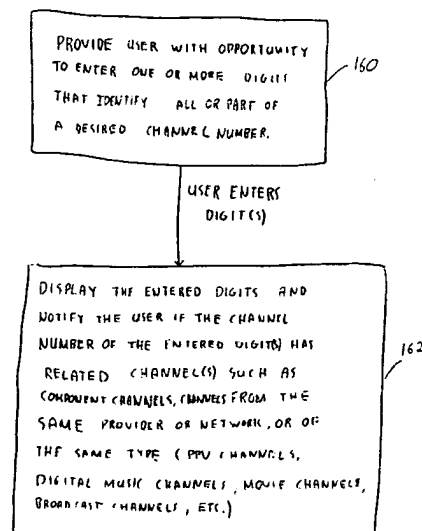 PROVIDE USER WITH OPPORTUNITY
TO ENTER ONE OR MORE DIGITS
THAT IDENTIFY ALL OR PART OF
A DESIRED CHANNEL NUMBER.
160
USER ENTERS
DIGIT(S)
DISPLAY THE ENTERED DIGITS AND
NOTIFY THE USER IF THE CHANNEL
NUMBER OF THE ENTERED DIGIT(S) HAS
RELATED CHANNEL(S) SUCH AS
COMPONENT CHANNELS, CHANNELS FROM THE
SAME PROVIDER OR NETWORK, OR OF
THE SAME TYPE (PPV CHANNELS,
DIGITAL MUSIC CHANNELS, MOVIE CHANNELS,
BROADCAST CHANNELS, ETC.)
162